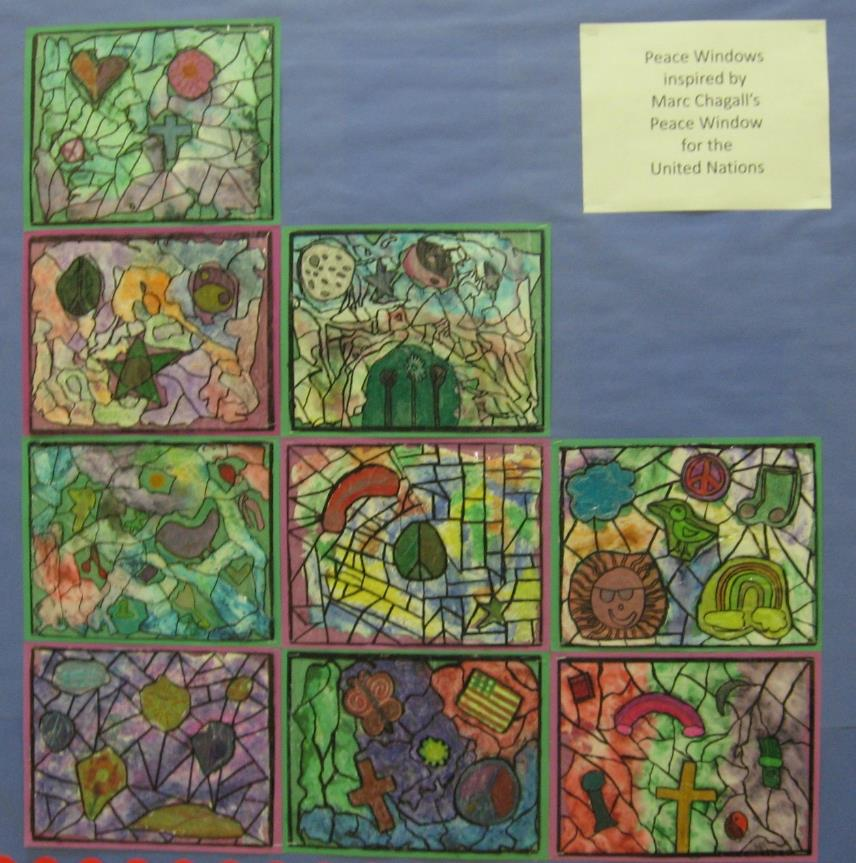 Peace Windows
inspired by
Marc Chagall's
Peace Window
for the
United Nations